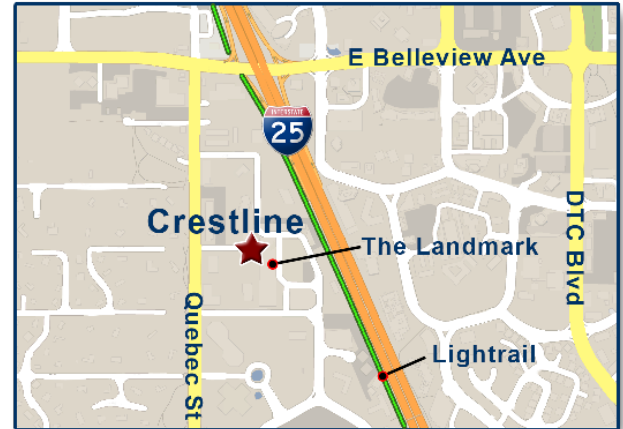 E Belleview Ave
INTERSTATE
25
Crestline
The Landmark
DTC Blvd
Quebec St
Lightrail